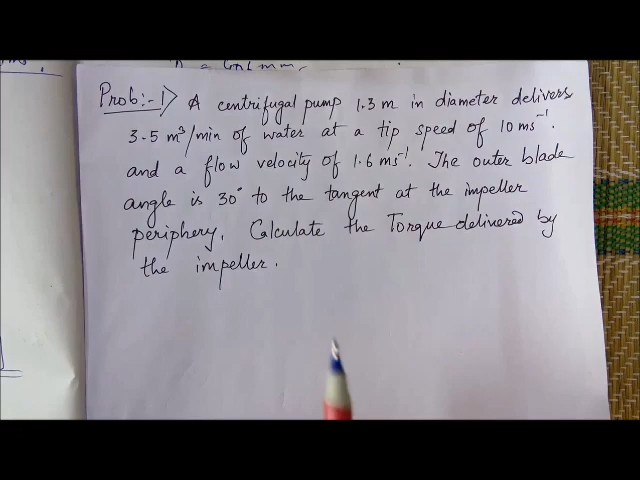 Prob:-1> A centrifugal pump 1.3 m in diameter delivers
3.5 m³/min of water at a tip speed of 10 ms⁻¹.
and a flow velocity of 1.6 ms⁻¹. The outer blade
angle is 30° to the tangent at the impeller
periphery. Calculate the Torque delivered by
the impeller.